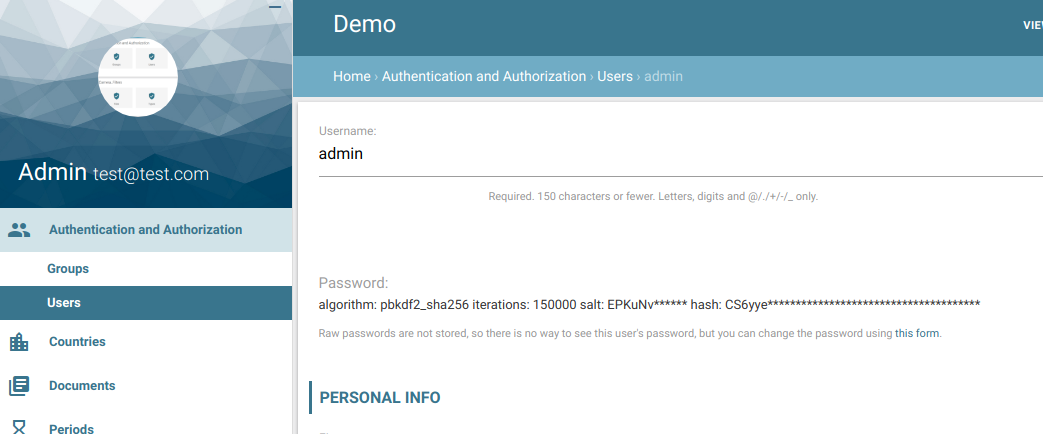 Demo
VIEW
Home › Authentication and Authorization › Users › admin
Admin test@test.com
Authentication and Authorization
Groups
Users
Countries
Documents
Periods
Username:
admin
Required. 150 characters or fewer. Letters, digits and @/./+/-/_ only.
Password:
algorithm: pbkdf2_sha256 iterations: 150000 salt: EPKuNv****** hash: CS6yye**************************************
Raw passwords are not stored, so there is no way to see this user's password, but you can change the password using this form.
PERSONAL INFO